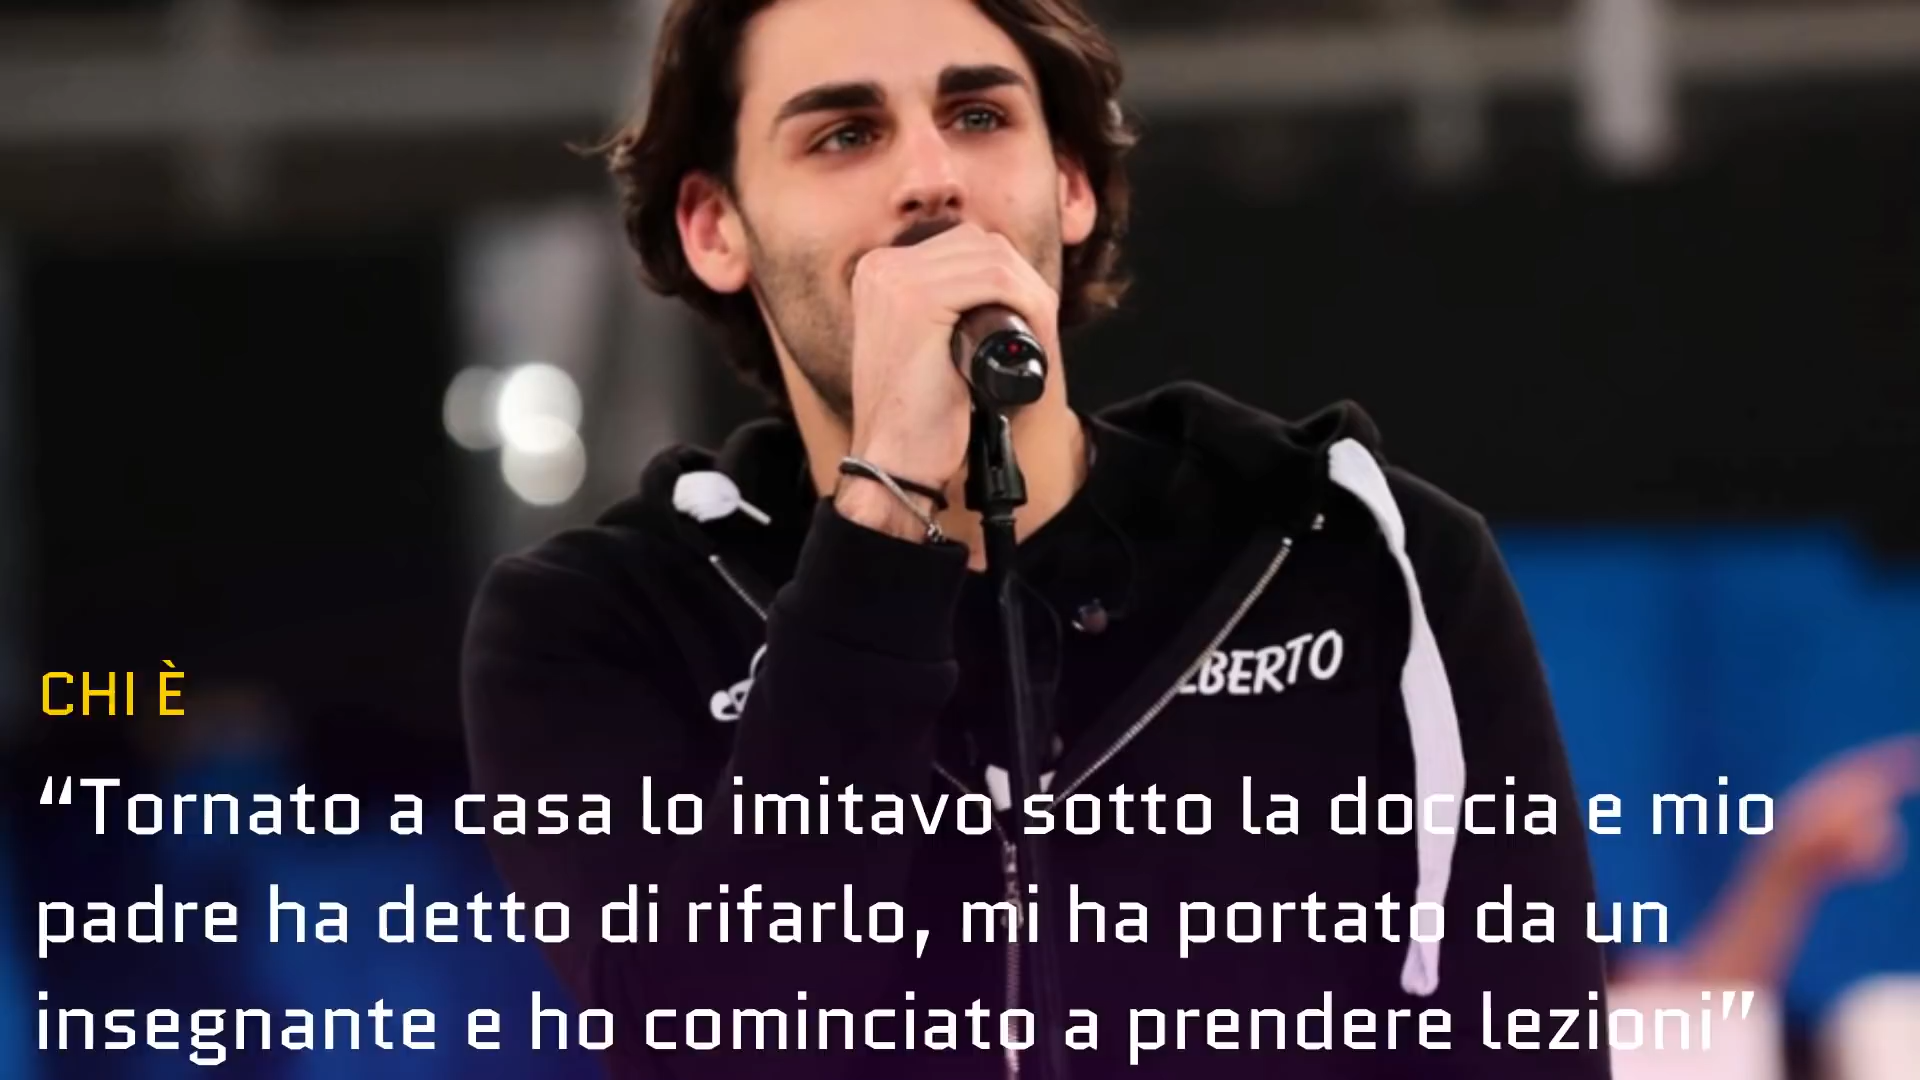 LBERTO
CHI È
“Tornato a casa lo imitavo sotto la doccia e mio
padre ha detto di rifarlo, mi ha portato da un
insegnante e ho cominciato a prendere lezioni”